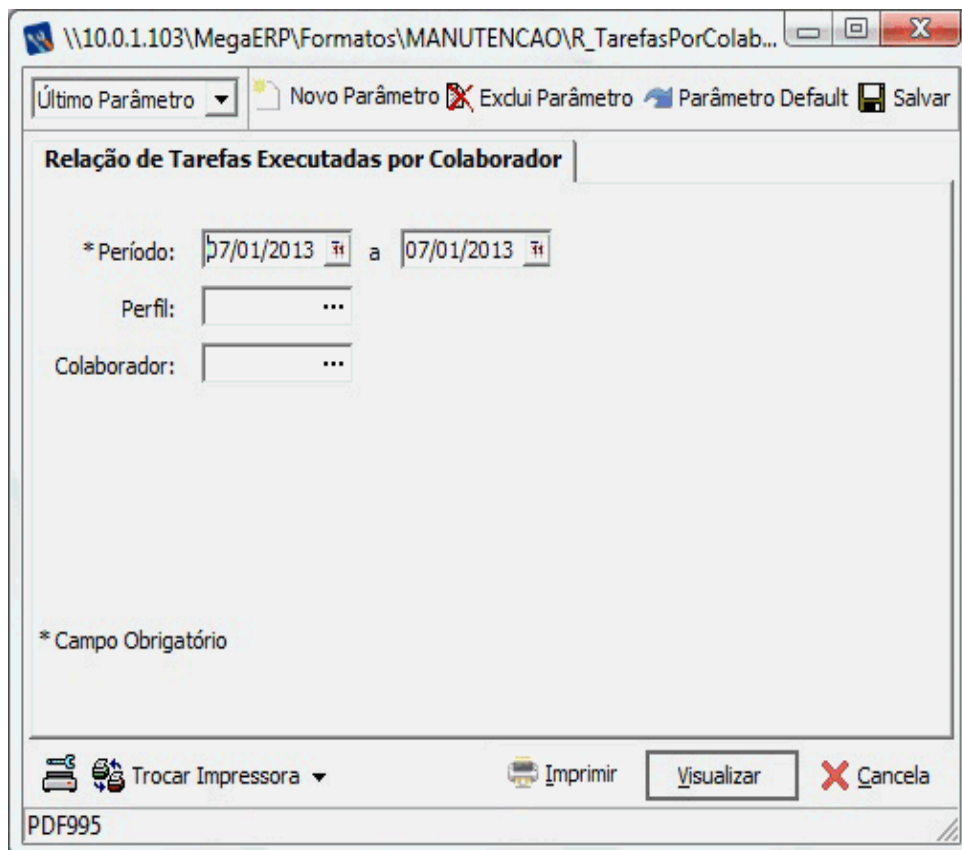 \\10.0.1.103\MegaERP\Formatos\MANUTENCAO\R_TarefasPorColab...
Último Parâmetro Novo Parâmetro Exclui Parâmetro Parâmetro Default Salvar
Relação de Tarefas Executadas por Colaborador
* Período: 07/01/2013 a 07/01/2013
Perfil: ...
Colaborador: ...
* Campo Obrigatório
Trocar Impressora Imprimir Visualizar Cancela
PDF995